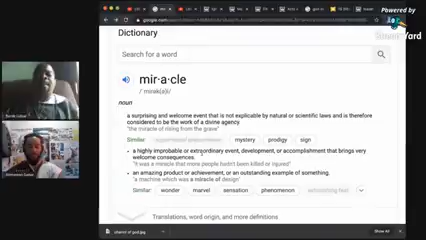 Powered by
google.com
Dictionary
Search for a word
mir·a·cle
noun
a surprising and welcome event that is not explicable by natural or scientific laws and is therefore
considered to be the work of a divine agency.
"the miracle of rising from the grave"
Similar:
mystery
prodigy
sign
a highly improbable or extraordinary event, development, or accomplishment that brings very
welcome consequences.
"it was a miracle that more people hadn't been killed or injured"
an amazing product or achievement, or an outstanding example of something.
"a machine which was a miracle of design"
Similar:
wonder
marvel
sensation
phenomenon
Translations, word origin, and more definitions
Show All